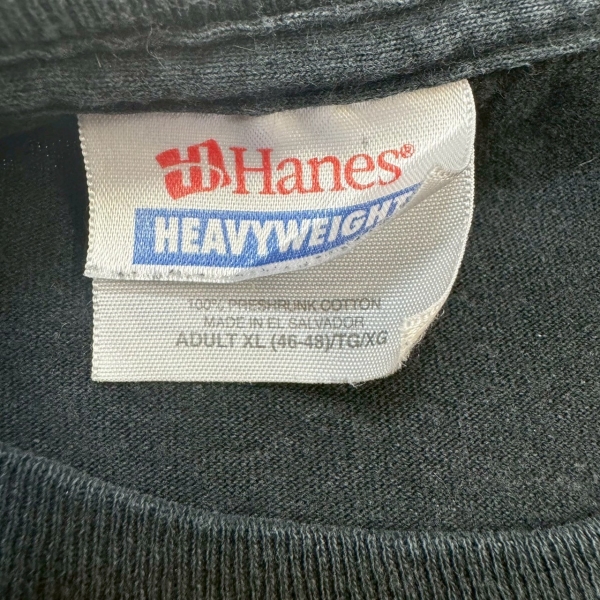 Hanes®
HEAVYWEIGHT
100% PRESHRUNK COTTON
MADE IN EL SALVADOR
ADULT XL (46-48)/TG/XG